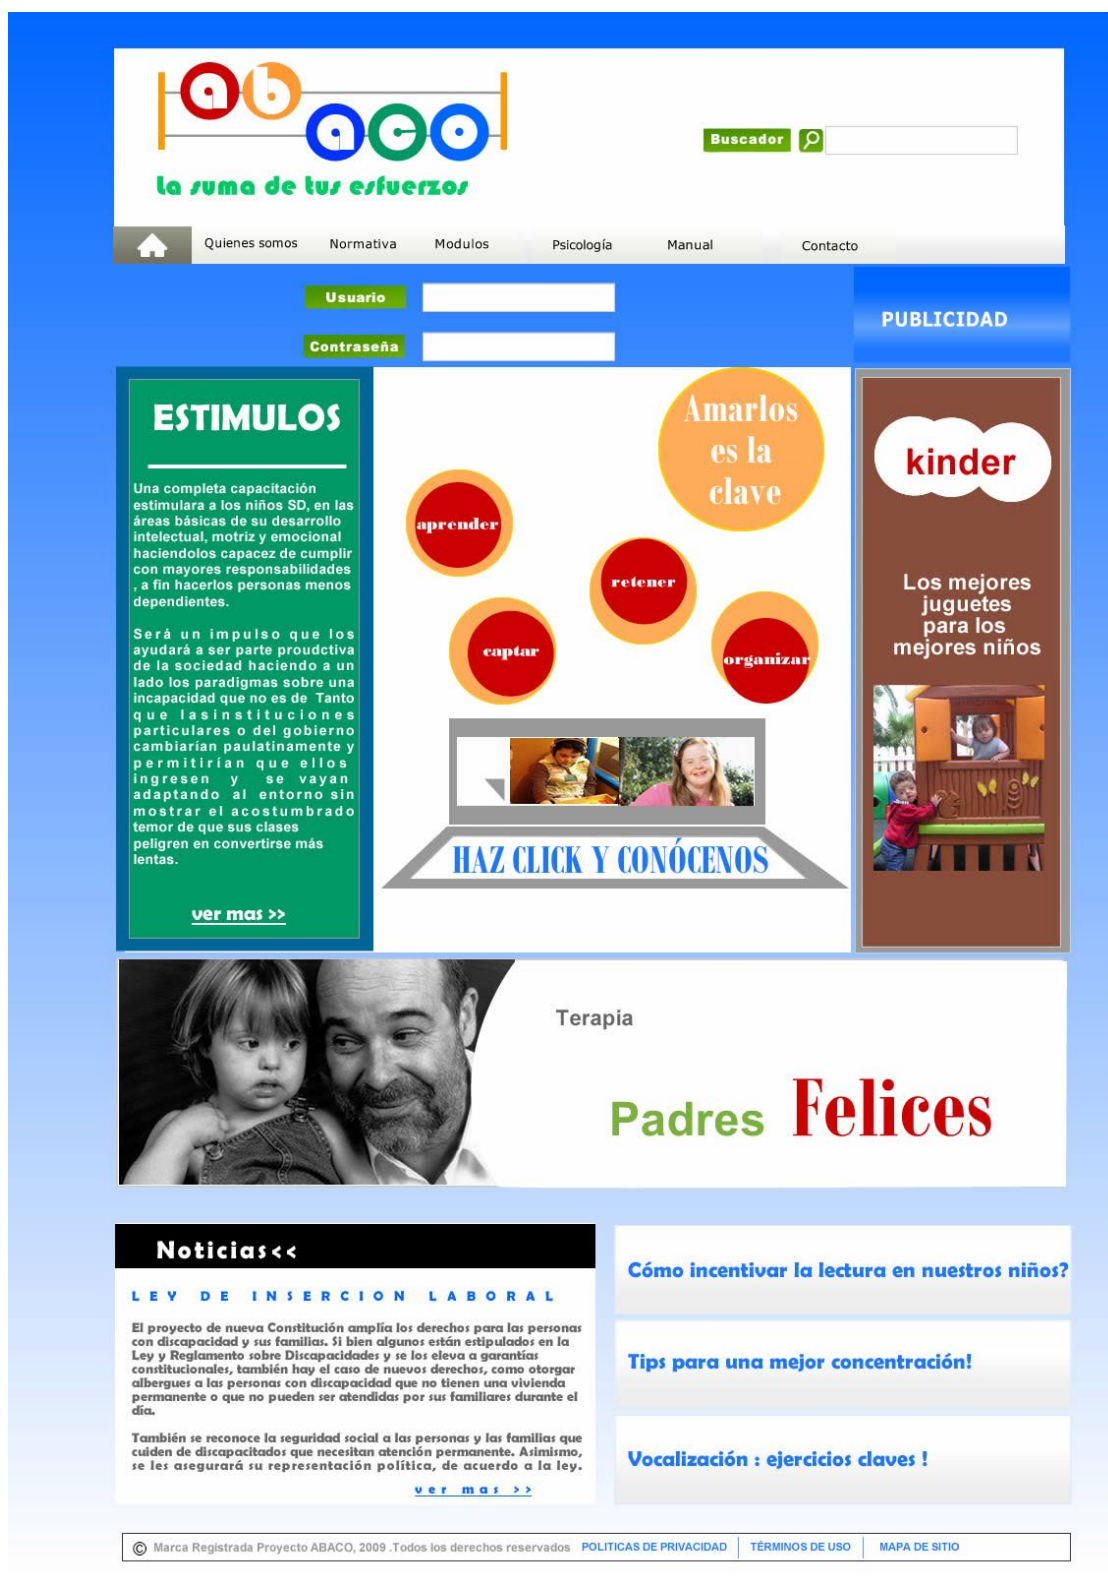 abaco
La suma de tus esfuerzos
Buscador
Quienes somos Normativa Modulos Psicología Manual Contacto
Usuario
Contraseña
PUBLICIDAD
ESTIMULOS
Una completa capacitación
estimulara a los niños SD, en las
áreas básicas de su desarrollo
intelectual, motriz y emocional
haciendolos capacez de cumplir
con mayores responsabilidades
, a fin hacerlos personas menos
dependientes.
Será un impulso que los
ayudará a ser parte proudctiva
de la sociedad haciendo a un
lado los paradigmas sobre una
incapacidad que no es de Tanto
que lasinstituciones
particulares o del gobierno
cambiarían paulatinamente y
permitirían que ellos
ingresen y se vayan
adaptando al entorno sin
mostrar el acostumbrado
temor de que sus clases
peligren en convertirse más
lentas.
ver mas >>
Amarlos
es la
clave
aprender
retener
captar
organizar
HAZ CLICK Y CONÓCENOS
kinder
Los mejores
juguetes
para los
mejores niños
Terapia
Padres Felices
Noticias<<
LEY DE INSERCION LABORAL
El proyecto de nueva Constitución amplía los derechos para las personas
con discapacidad y sus familias. Si bien algunos están estipulados en la
Ley y Reglamento sobre Discapacidades y se los eleva a garantías
constitucionales, también hay el caso de nuevos derechos, como otorgar
albergues a las personas con discapacidad que no tienen una vivienda
permanente o que no pueden ser atendidas por sus familiares durante el
día.
También se reconoce la seguridad social a las personas y las familias que
cuiden de discapacitados que necesitan atención permanente. Asimismo,
se les asegurará su representación política, de acuerdo a la ley.
ver mas >>
Cómo incentivar la lectura en nuestros niños?
Tips para una mejor concentración!
Vocalización : ejercicios claves !
© Marca Registrada Proyecto ABACO, 2009 .Todos los derechos reservados POLITICAS DE PRIVACIDAD TÉRMINOS DE USO MAPA DE SITIO